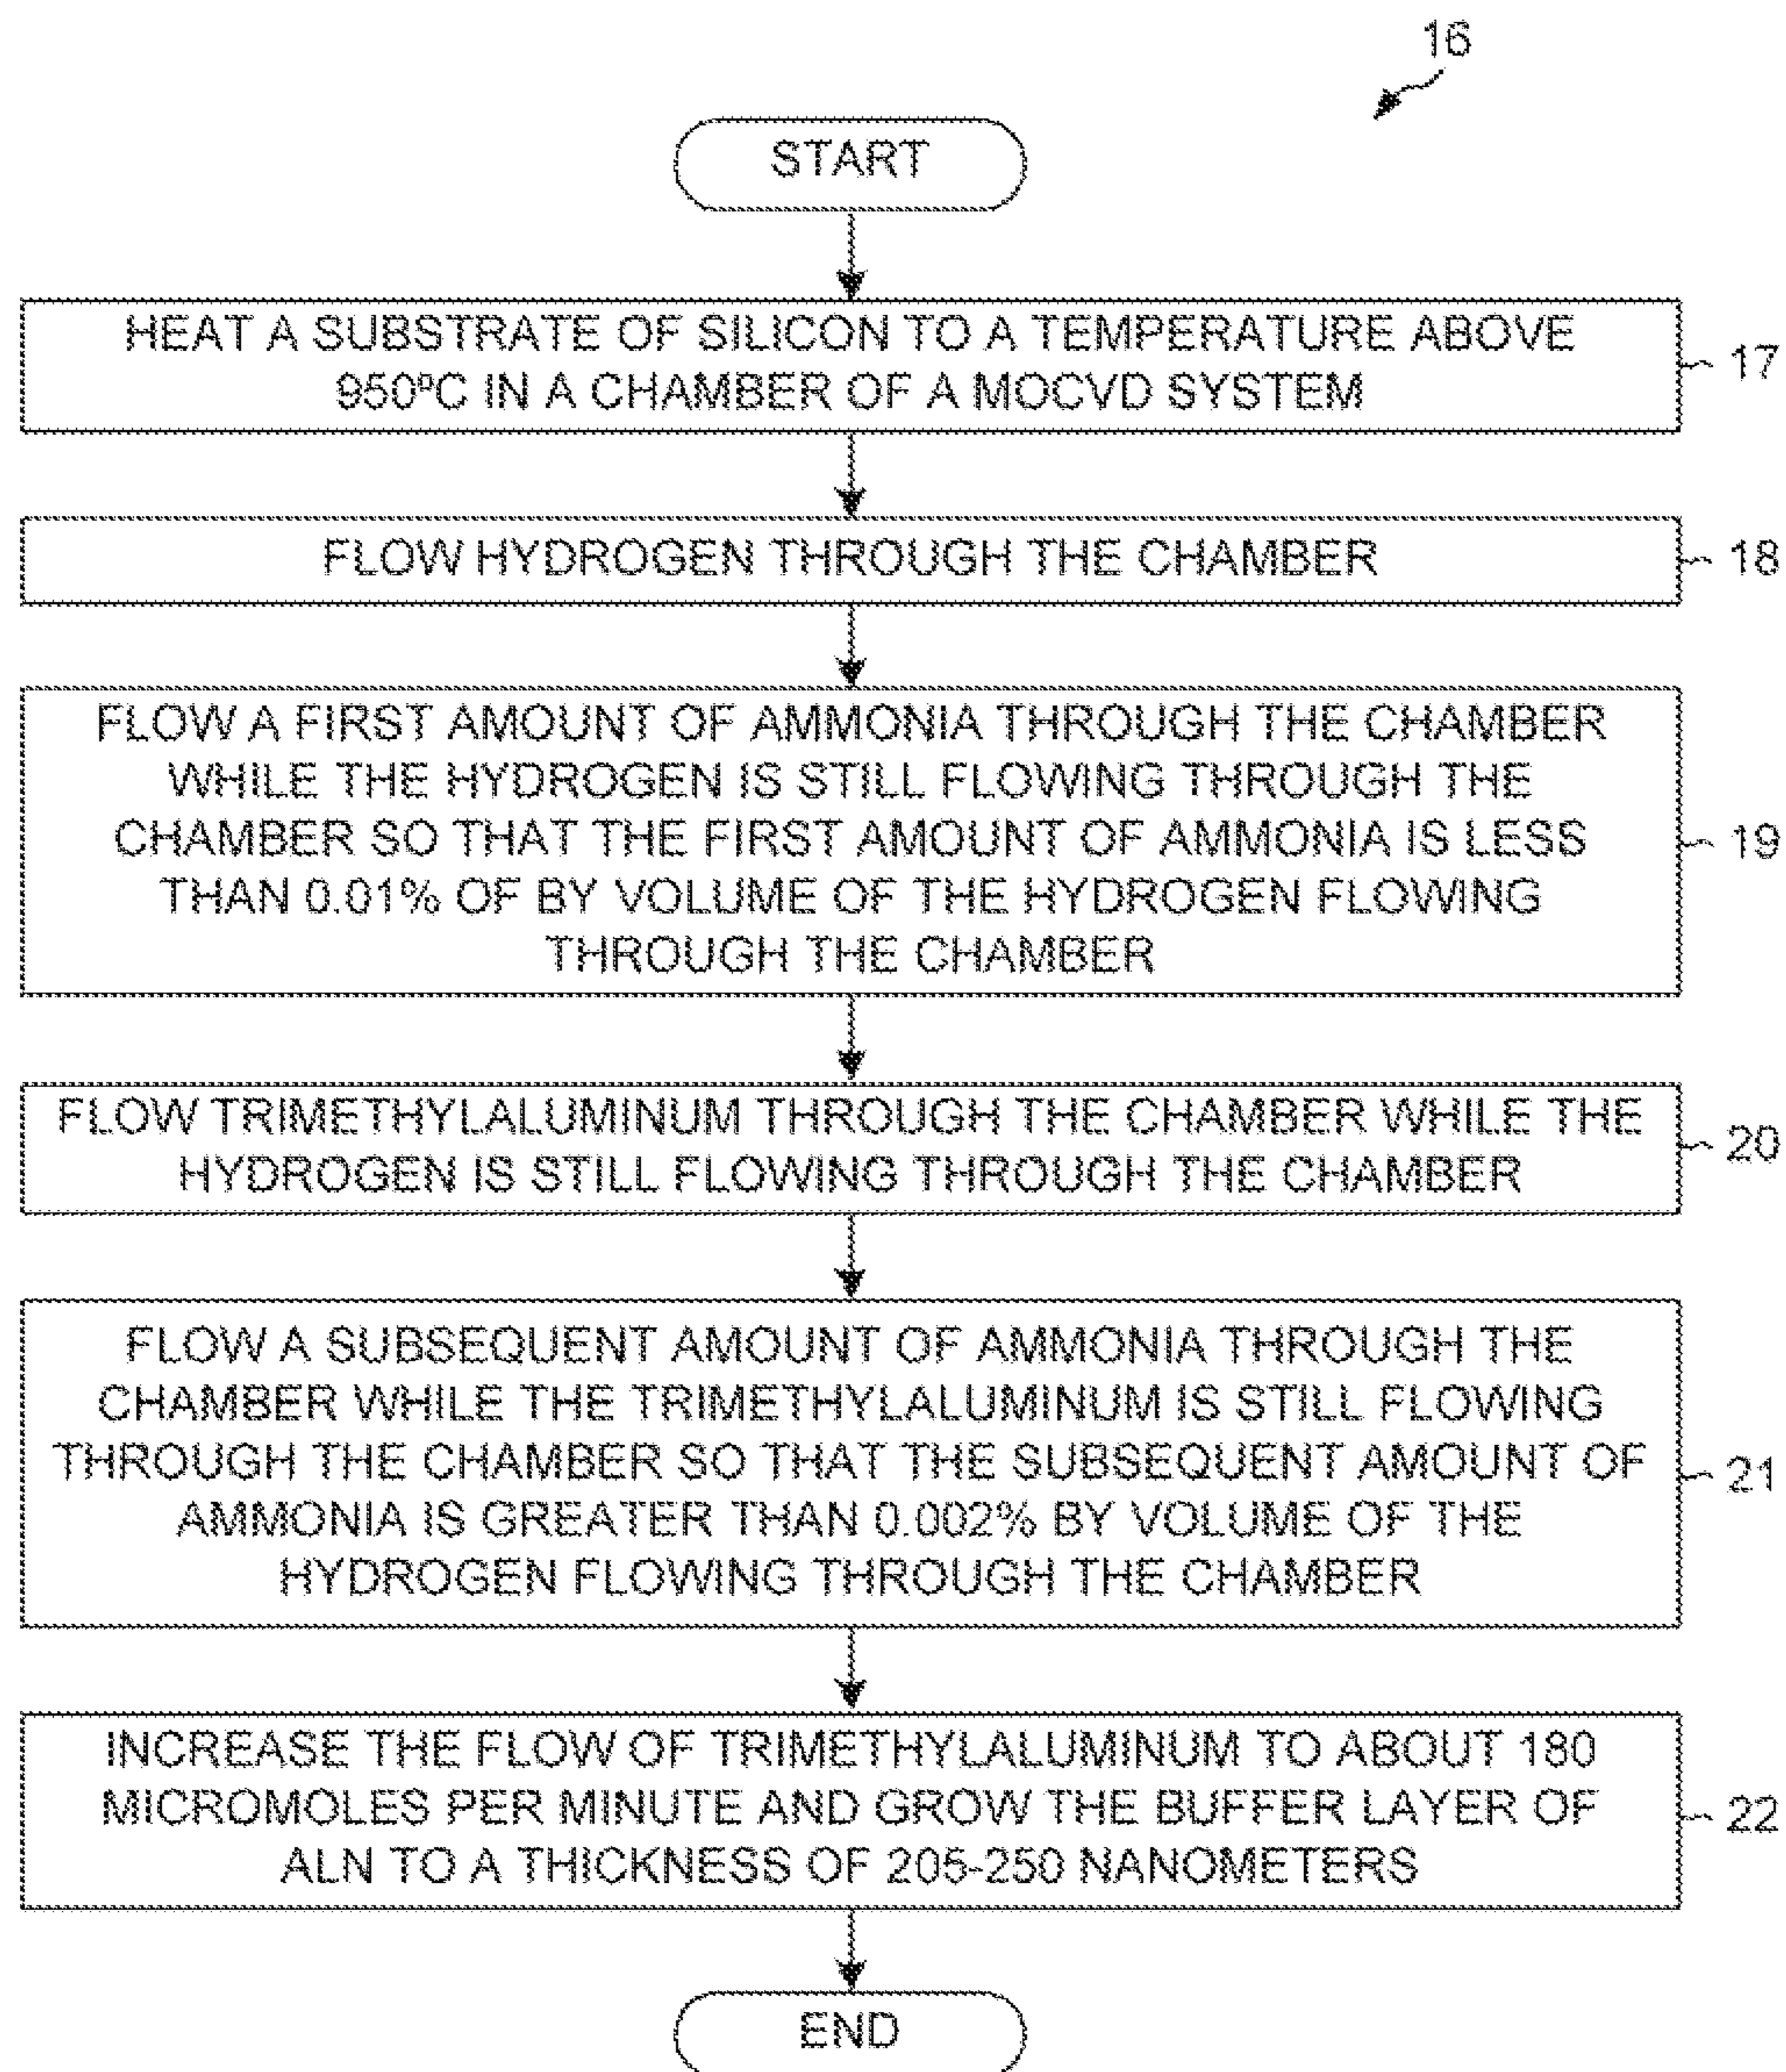 16
START
HEAT A SUBSTRATE OF SILICON TO A TEMPERATURE ABOVE
950ºC IN A CHAMBER OF A MOCVD SYSTEM
17
FLOW HYDROGEN THROUGH THE CHAMBER
18
FLOW A FIRST AMOUNT OF AMMONIA THROUGH THE CHAMBER
WHILE THE HYDROGEN IS STILL FLOWING THROUGH THE
CHAMBER SO THAT THE FIRST AMOUNT OF AMMONIA IS LESS
THAN 0.01% OF BY VOLUME OF THE HYDROGEN FLOWING
THROUGH THE CHAMBER
19
FLOW TRIMETHYLALUMINUM THROUGH THE CHAMBER WHILE THE
HYDROGEN IS STILL FLOWING THROUGH THE CHAMBER
20
FLOW A SUBSEQUENT AMOUNT OF AMMONIA THROUGH THE
CHAMBER WHILE THE TRIMETHYLALUMINUM IS STILL FLOWING
THROUGH THE CHAMBER SO THAT THE SUBSEQUENT AMOUNT OF
AMMONIA IS GREATER THAN 0.002% BY VOLUME OF THE
HYDROGEN FLOWING THROUGH THE CHAMBER
21
INCREASE THE FLOW OF TRIMETHYLALUMINUM TO ABOUT 180
MICROMOLES PER MINUTE AND GROW THE BUFFER LAYER OF
ALN TO A THICKNESS OF 205-250 NANOMETERS
22
END